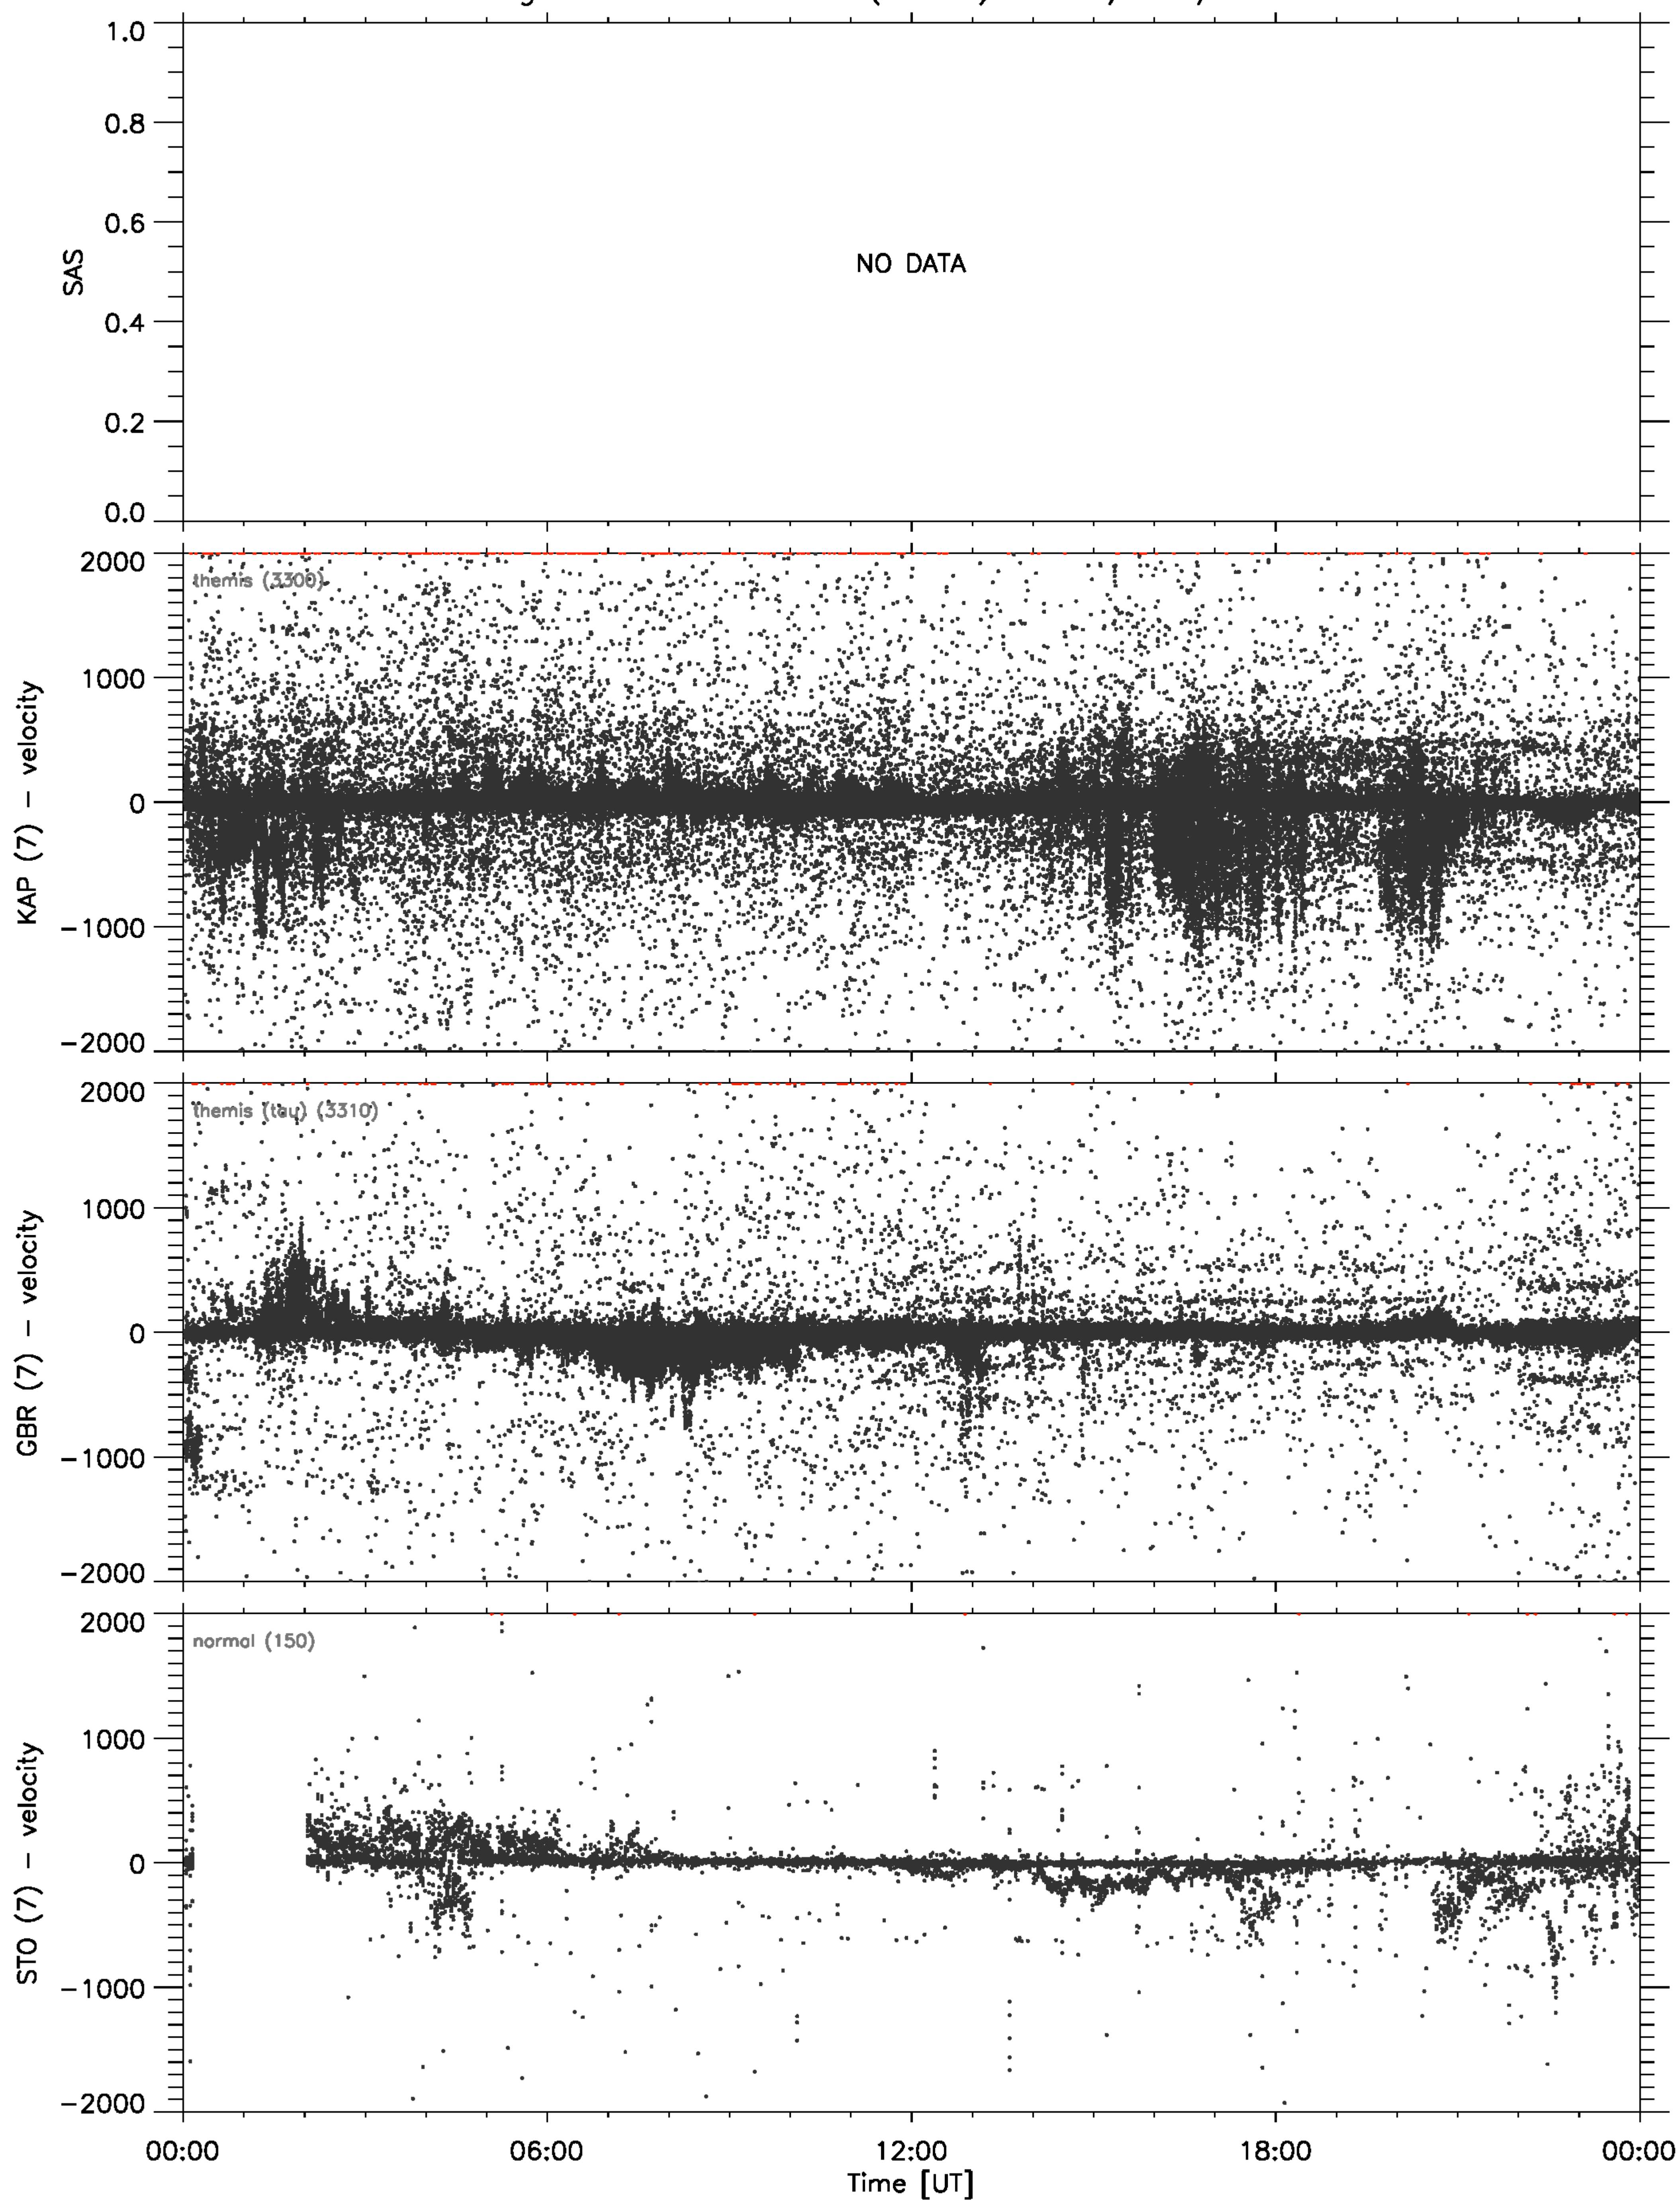 1.0
0.8
0.6
0.4
0.2
0.0
SAS
NO DATA
2000
1000
0
−1000
−2000
KAP (7) − velocity
themis (3300)
2000
1000
0
−1000
−2000
GBR (7) − velocity
themis (tau) (3310)
2000
1000
0
−1000
−2000
STO (7) − velocity
normal (150)
00:00 06:00 12:00 18:00 00:00
Time [UT]